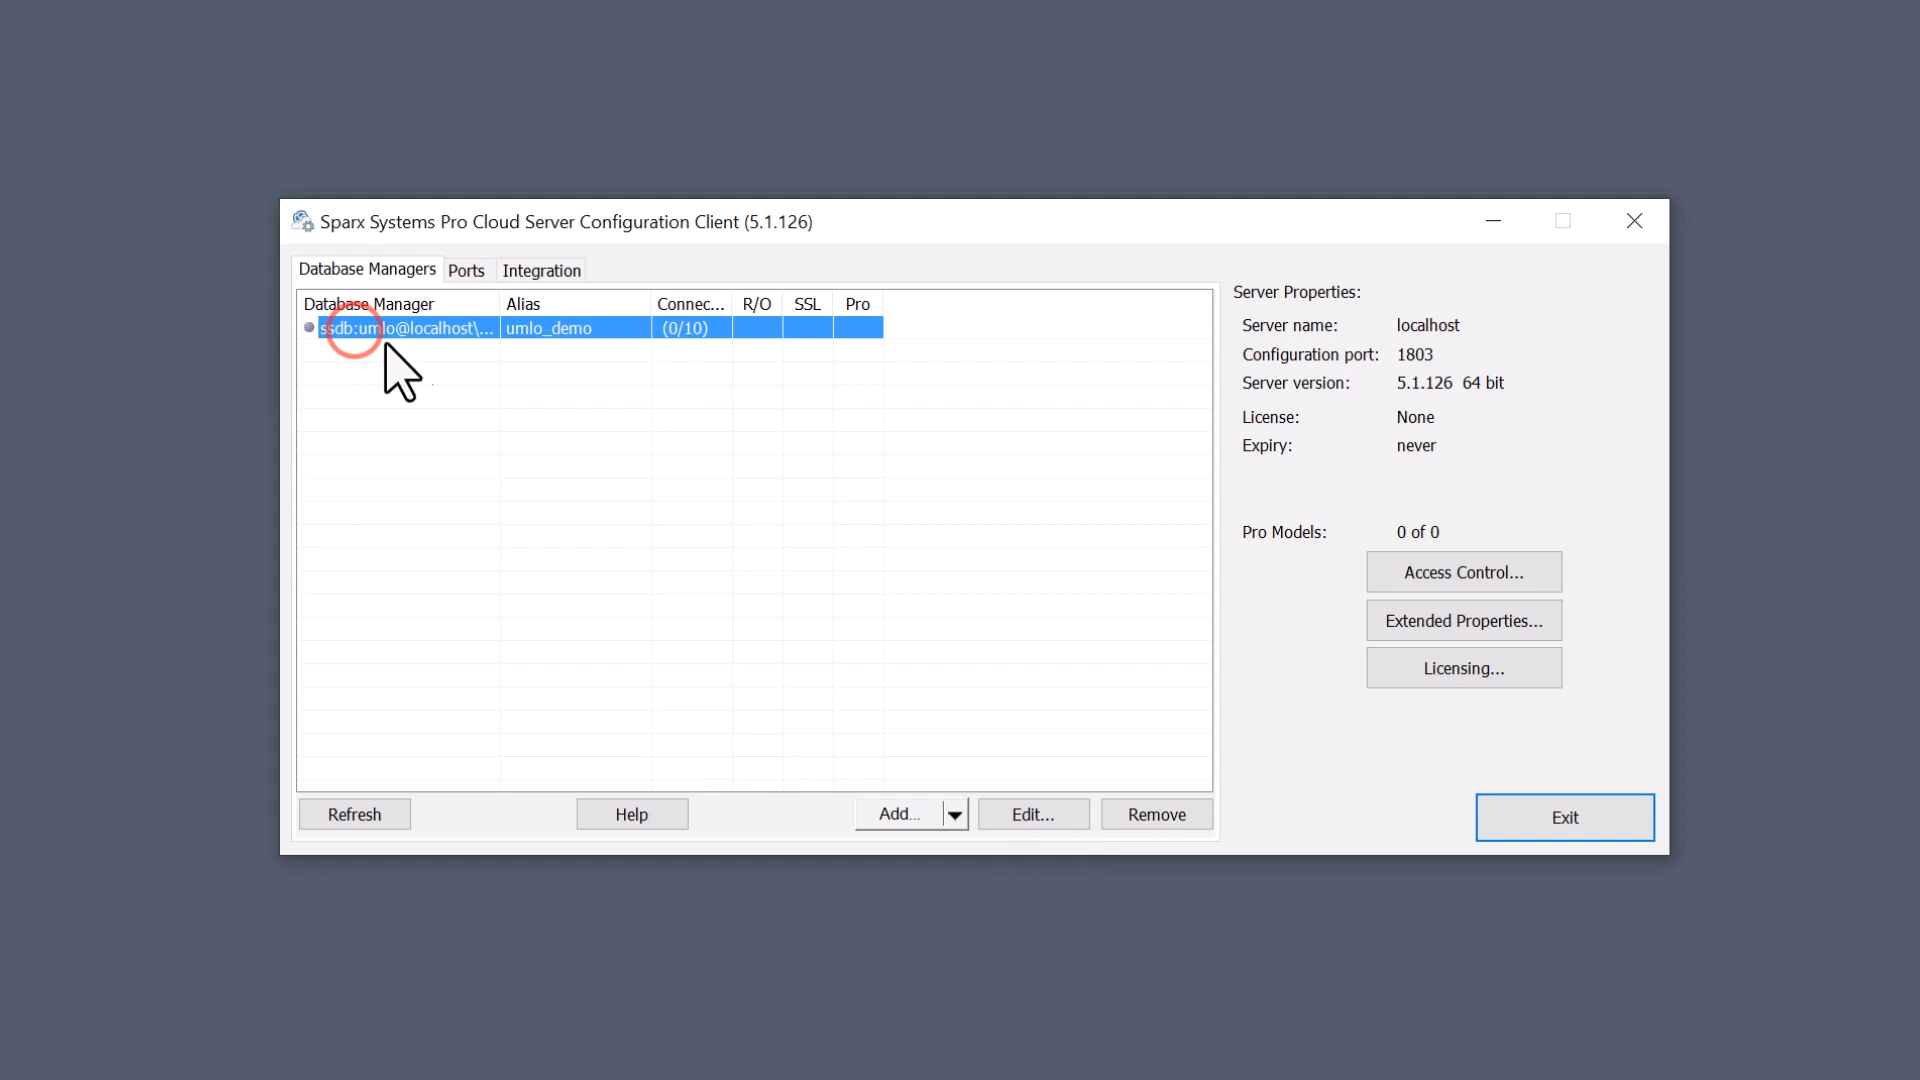 Sparx Systems Pro Cloud Server Configuration Client (5.1.126)
Database Managers Ports Integration
Database Manager Alias Connec... R/O SSL Pro
ssdb:umlo@localhost\... umlo_demo (0/10)
Server Properties:
Server name: localhost
Configuration port: 1803
Server version: 5.1.126 64 bit
License: None
Expiry: never
Pro Models: 0 of 0
Access Control...
Extended Properties...
Licensing...
Refresh Help Add... Edit... Remove Exit